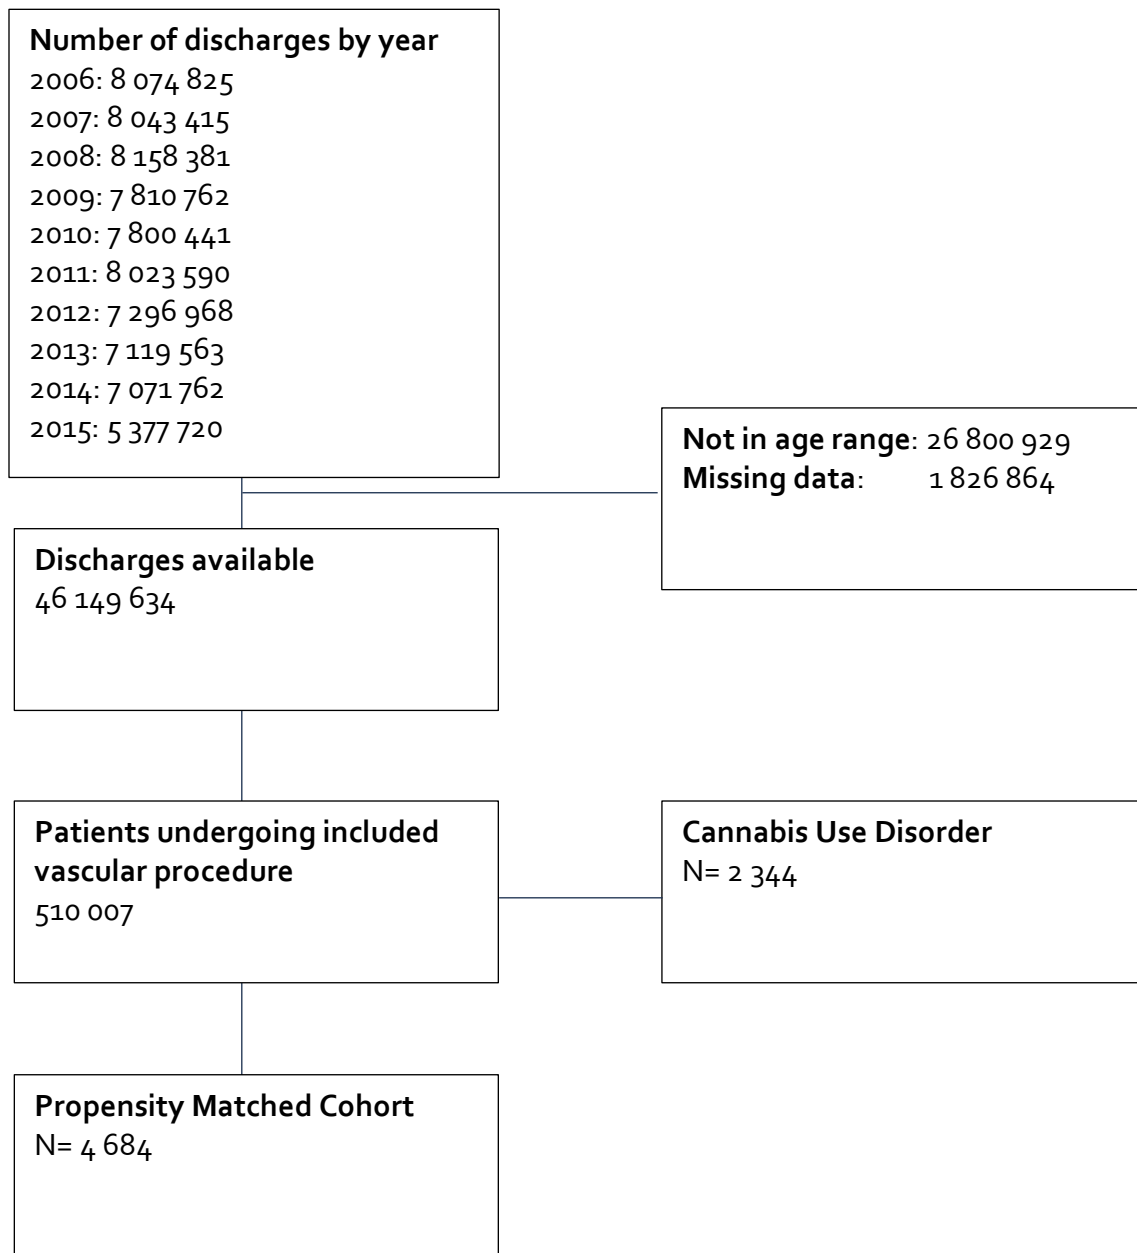 Number of discharges by year
2006: 8 074 825
2007: 8 043 415
2008: 8 158 381
2009: 7 810 762
2010: 7 800 441
2011: 8 023 590
2012: 7 296 968
2013: 7 119 563
2014: 7 071 762
2015: 5 377 720
Not in age range: 26 800 929
Missing data: 1 826 864
Discharges available
46 149 634
Patients undergoing included
vascular procedure
510 007
Cannabis Use Disorder
N= 2 344
Propensity Matched Cohort
N= 4 684